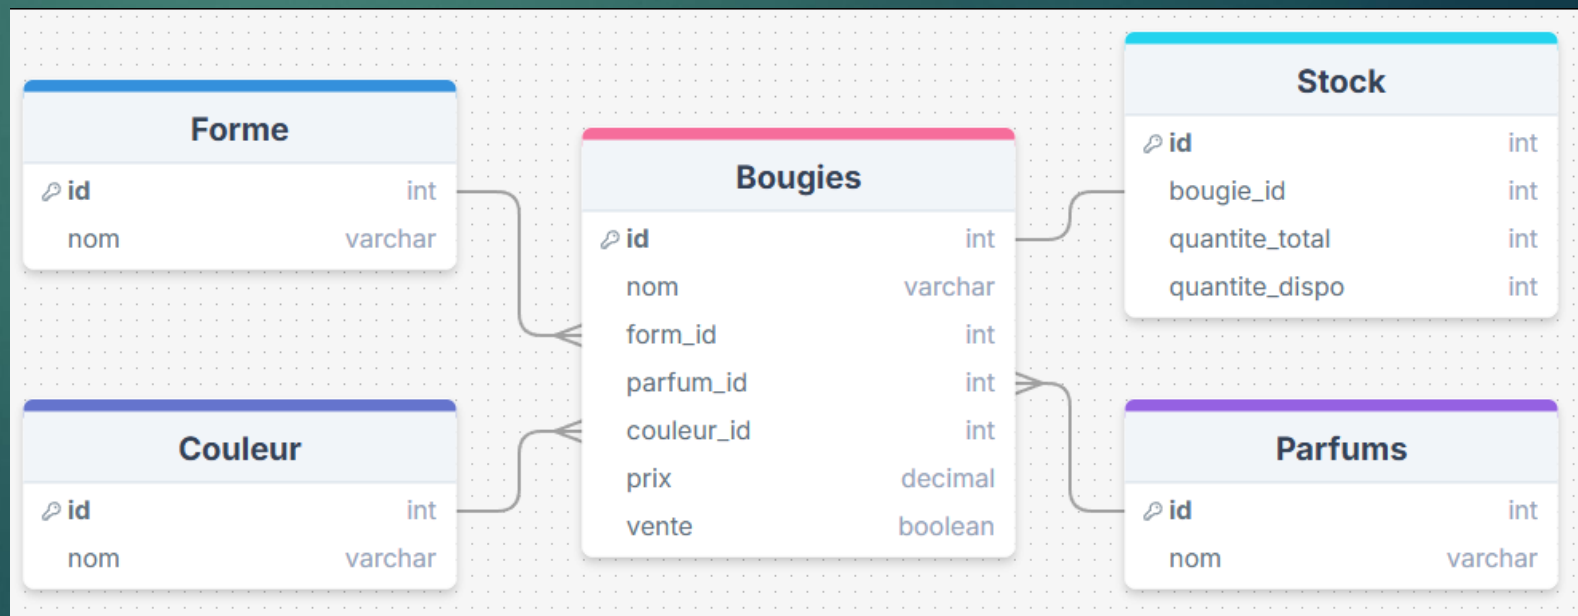 Forme
id int
nom varchar
Couleur
id int
nom varchar
Bougies
id int
nom varchar
form_id int
parfum_id int
couleur_id int
prix decimal
vente boolean
Stock
id int
bougie_id int
quantite_total int
quantite_dispo int
Parfums
id int
nom varchar